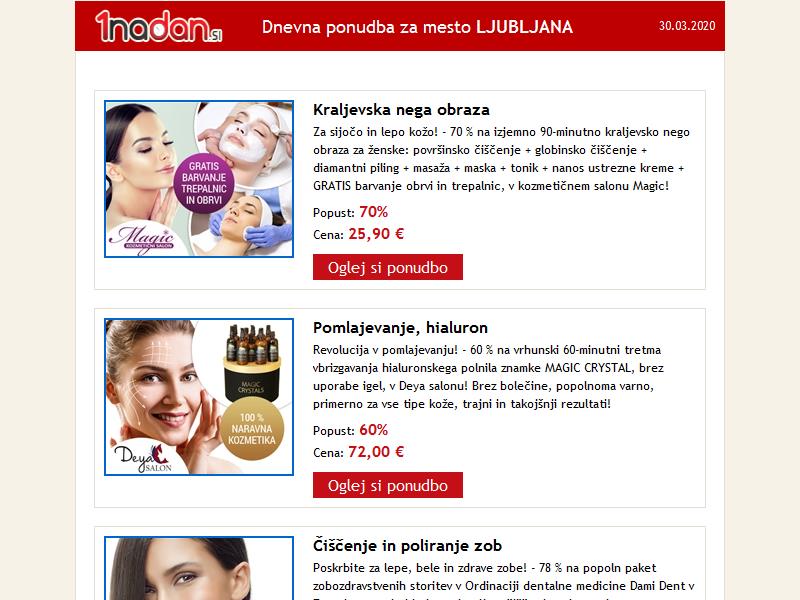 1nadan.si
Dnevna ponudba za mesto LJUBLJANA
30.03.2020
GRATIS
BARVANJE
TREPALNIC
IN OBRVI
Magic
KOZMETIČNI SALON
Kraljevska nega obraza
Za sijočo in lepo kožo! - 70 % na izjemno 90-minutno kraljevsko nego
obraza za ženske: površinsko čiščenje + globinsko čiščenje +
diamantni piling + masaža + maska + tonik + nanos ustrezne kreme +
GRATIS barvanje obrvi in trepalnic, v kozmetičnem salonu Magic!
Popust: 70%
Cena: 25,90 €
Oglej si ponudbo
MAGIC
CRYSTALS
100 %
NARAVNA
KOZMETIKA
Deya
SALON
Pomlajevanje, hialuron
Revolucija v pomlajevanju! - 60 % na vrhunski 60-minutni tretma
vbrizgavanja hialuronskega polnila znamke MAGIC CRYSTAL, brez
uporabe igel, v Deya salonu! Brez bolečine, popolnoma varno,
primerno za vse tipe kože, trajni in takojšnji rezultati!
Popust: 60%
Cena: 72,00 €
Oglej si ponudbo
Čiščenje in poliranje zob
Poskrbite za lepe, bele in zdrave zobe! - 78 % na popoln paket
zobozdravstvenih storitev v Ordinaciji dentalne medicine Dami Dent v